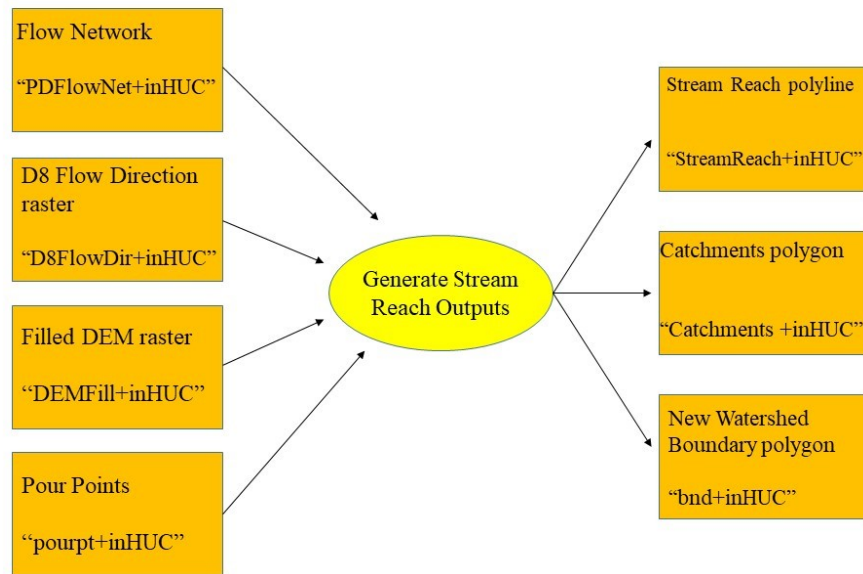 Flow Network
“PDFlowNet+inHUC”
D8 Flow Direction
raster
“D8FlowDir+inHUC”
Filled DEM raster
“DEMFill+inHUC”
Pour Points
“pourpt+inHUC”
Generate Stream
Reach Outputs
Stream Reach polyline
“StreamReach+inHUC”
Catchments polygon
“Catchments +inHUC”
New Watershed
Boundary polygon
“bnd+inHUC”